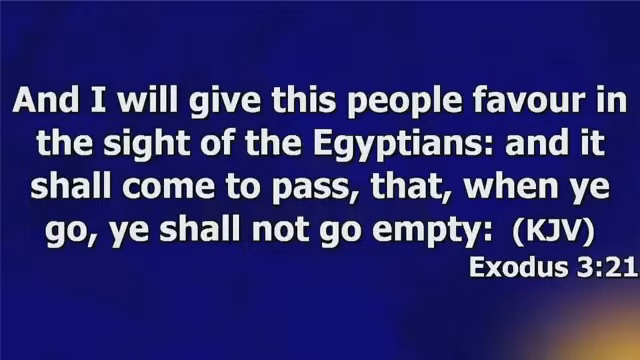 And I will give this people favour in
the sight of the Egyptians: and it
shall come to pass, that, when ye
go, ye shall not go empty: (KJV)
Exodus 3:21